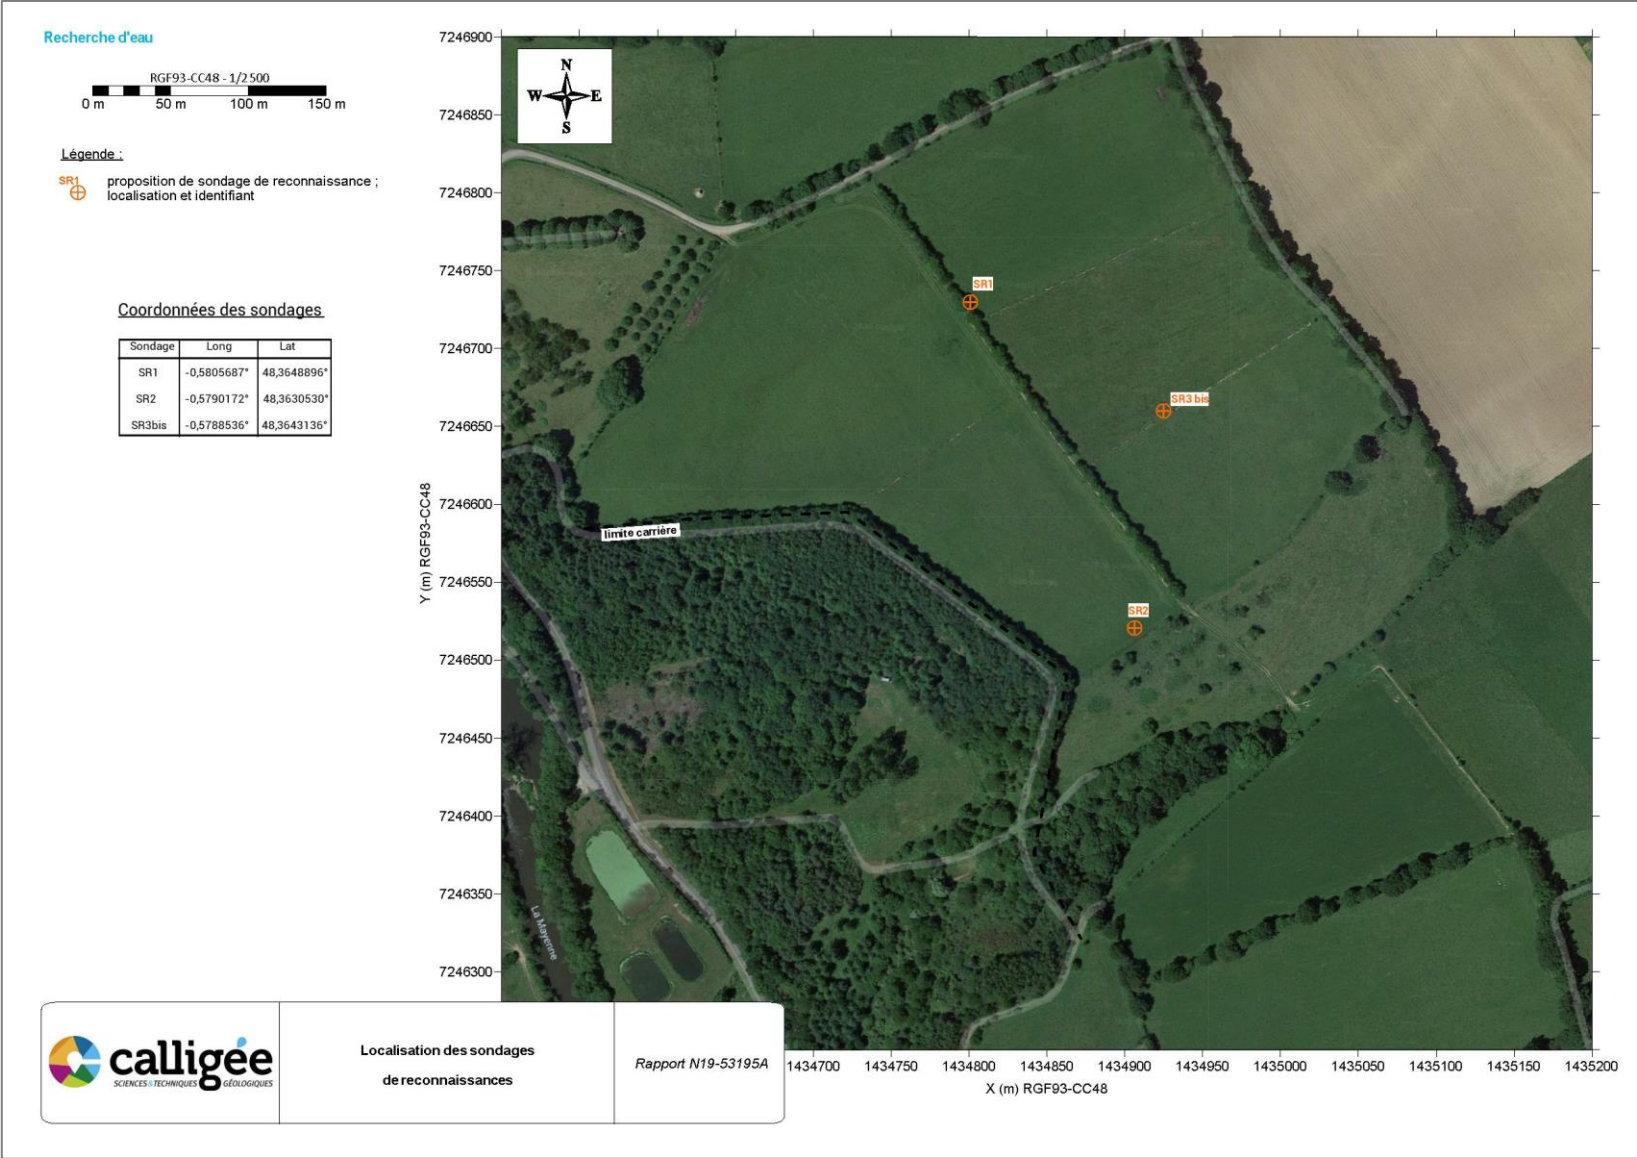 Recherche d'eau
RGF93-CC48 - 1/2 500
0 m 50 m 100 m 150 m
Légende :
SR1
proposition de sondage de reconnaissance ;
localisation et identifiant
Coordonnées des sondages
Sondage Long Lat
SR1 -0,5805687° 48,3648896°
SR2 -0,5790172° 48,3630530°
SR3bis -0,5788536° 48,3643136°
7246900
7246850
7246800
7246750
7246700
7246650
7246600
7246550
7246500
7246450
7246400
7246350
7246300
Y (m) RGF93-CC48
N
W E
S
SR1
SR3 bis
limite carrière
SR2
La Mayenne
1434700 1434750 1434800 1434850 1434900 1434950 1435000 1435050 1435100 1435150 1435200
X (m) RGF93-CC48
calligée
SCIENCES & TECHNIQUES GÉOLOGIQUES
Localisation des sondages
de reconnaissances
Rapport N19-53195A